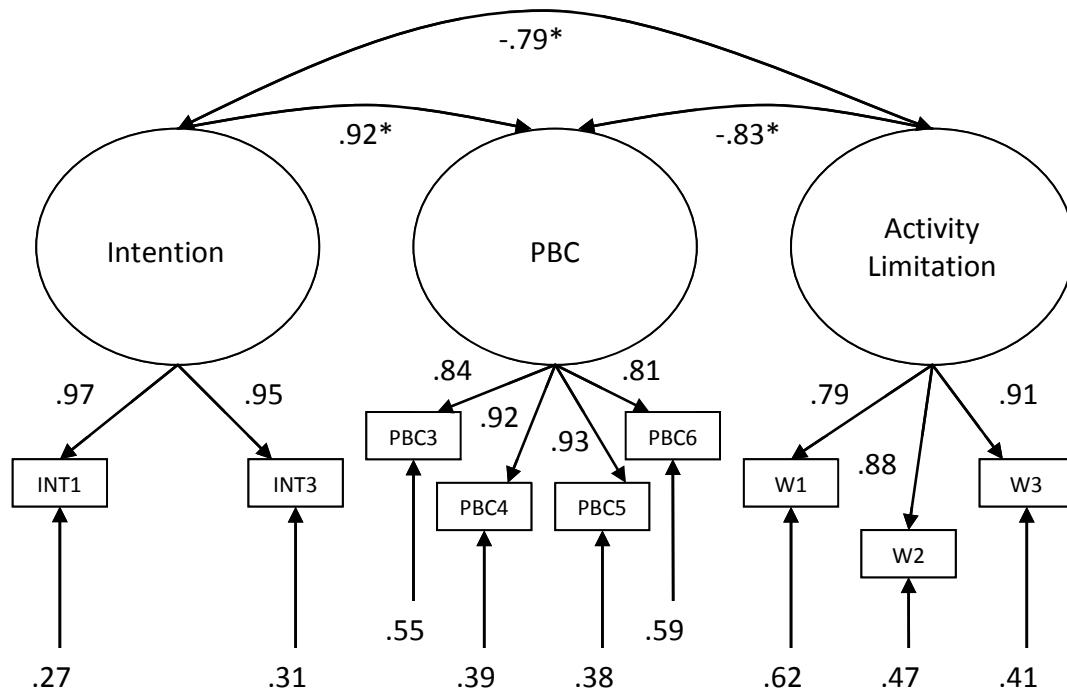 -.79*
.92*
-.83*
Intention
PBC
Activity
Limitation
.97
.95
.84
.92
.93
.81
.79
.88
.91
INT1
INT3
PBC3
PBC4
PBC5
PBC6
W1
W2
W3
.27
.31
.55
.39
.38
.59
.62
.47
.41